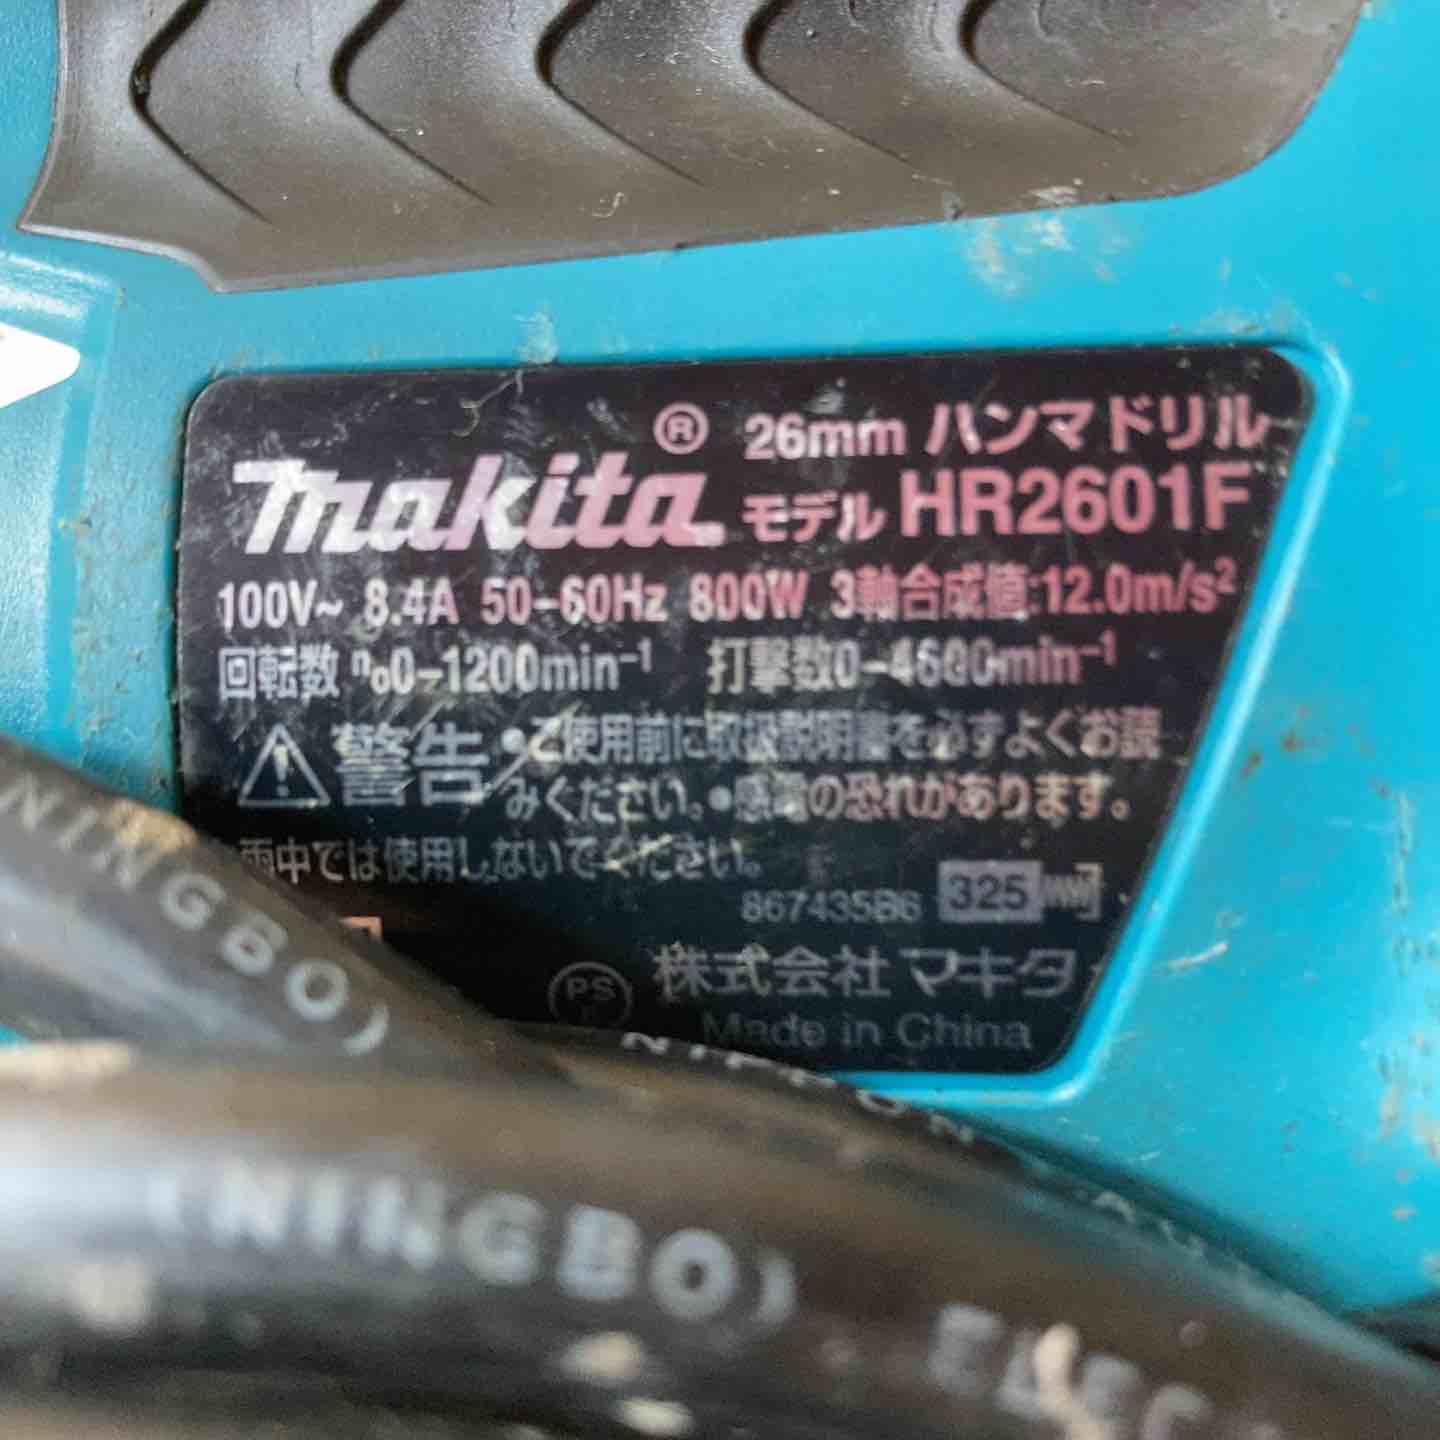 makita®
26mm ハンマドリル
モデル HR2601F
100V~ 8.4A 50-60Hz 800W 3軸合成値:12.0m/s²
回転数 n₀0-1200min⁻¹ 打撃数0-4600min⁻¹
警告 •ご使用前に取扱説明書を必ずよくお読
みください。•感電の恐れがあります。
雨中では使用しないでください。
867435B6 325
株式会社 マキタ
PS
E
Made in China
NINGBO)
NIPPON
(NINGBO) ELEC